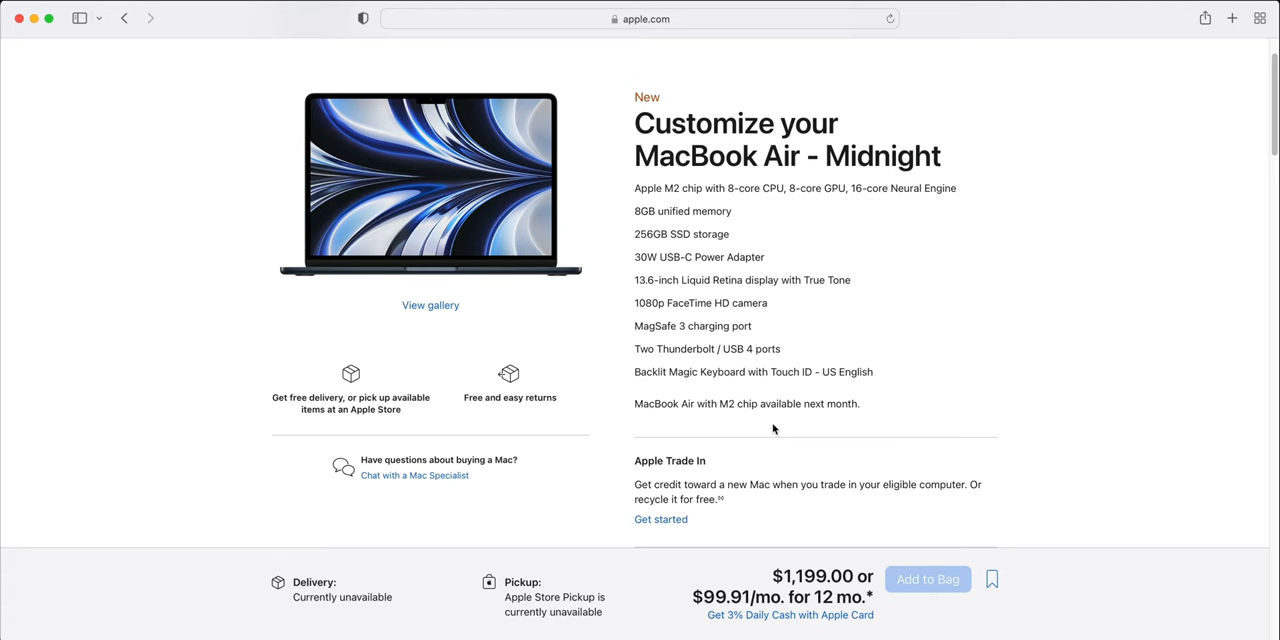 apple.com
New
Customize your
MacBook Air - Midnight
Apple M2 chip with 8-core CPU, 8-core GPU, 16-core Neural Engine
8GB unified memory
256GB SSD storage
30W USB-C Power Adapter
13.6-inch Liquid Retina display with True Tone
1080p FaceTime HD camera
MagSafe 3 charging port
Two Thunderbolt / USB 4 ports
Backlit Magic Keyboard with Touch ID - US English
MacBook Air with M2 chip available next month.
View gallery
Get free delivery, or pick up available
items at an Apple Store
Free and easy returns
Have questions about buying a Mac?
Chat with a Mac Specialist
Apple Trade In
Get credit toward a new Mac when you trade in your eligible computer. Or
recycle it for free.◊◊
Get started
Delivery:
Currently unavailable
Pickup:
Apple Store Pickup is
currently unavailable
$1,199.00 or
$99.91/mo. for 12 mo.*
Get 3% Daily Cash with Apple Card
Add to Bag